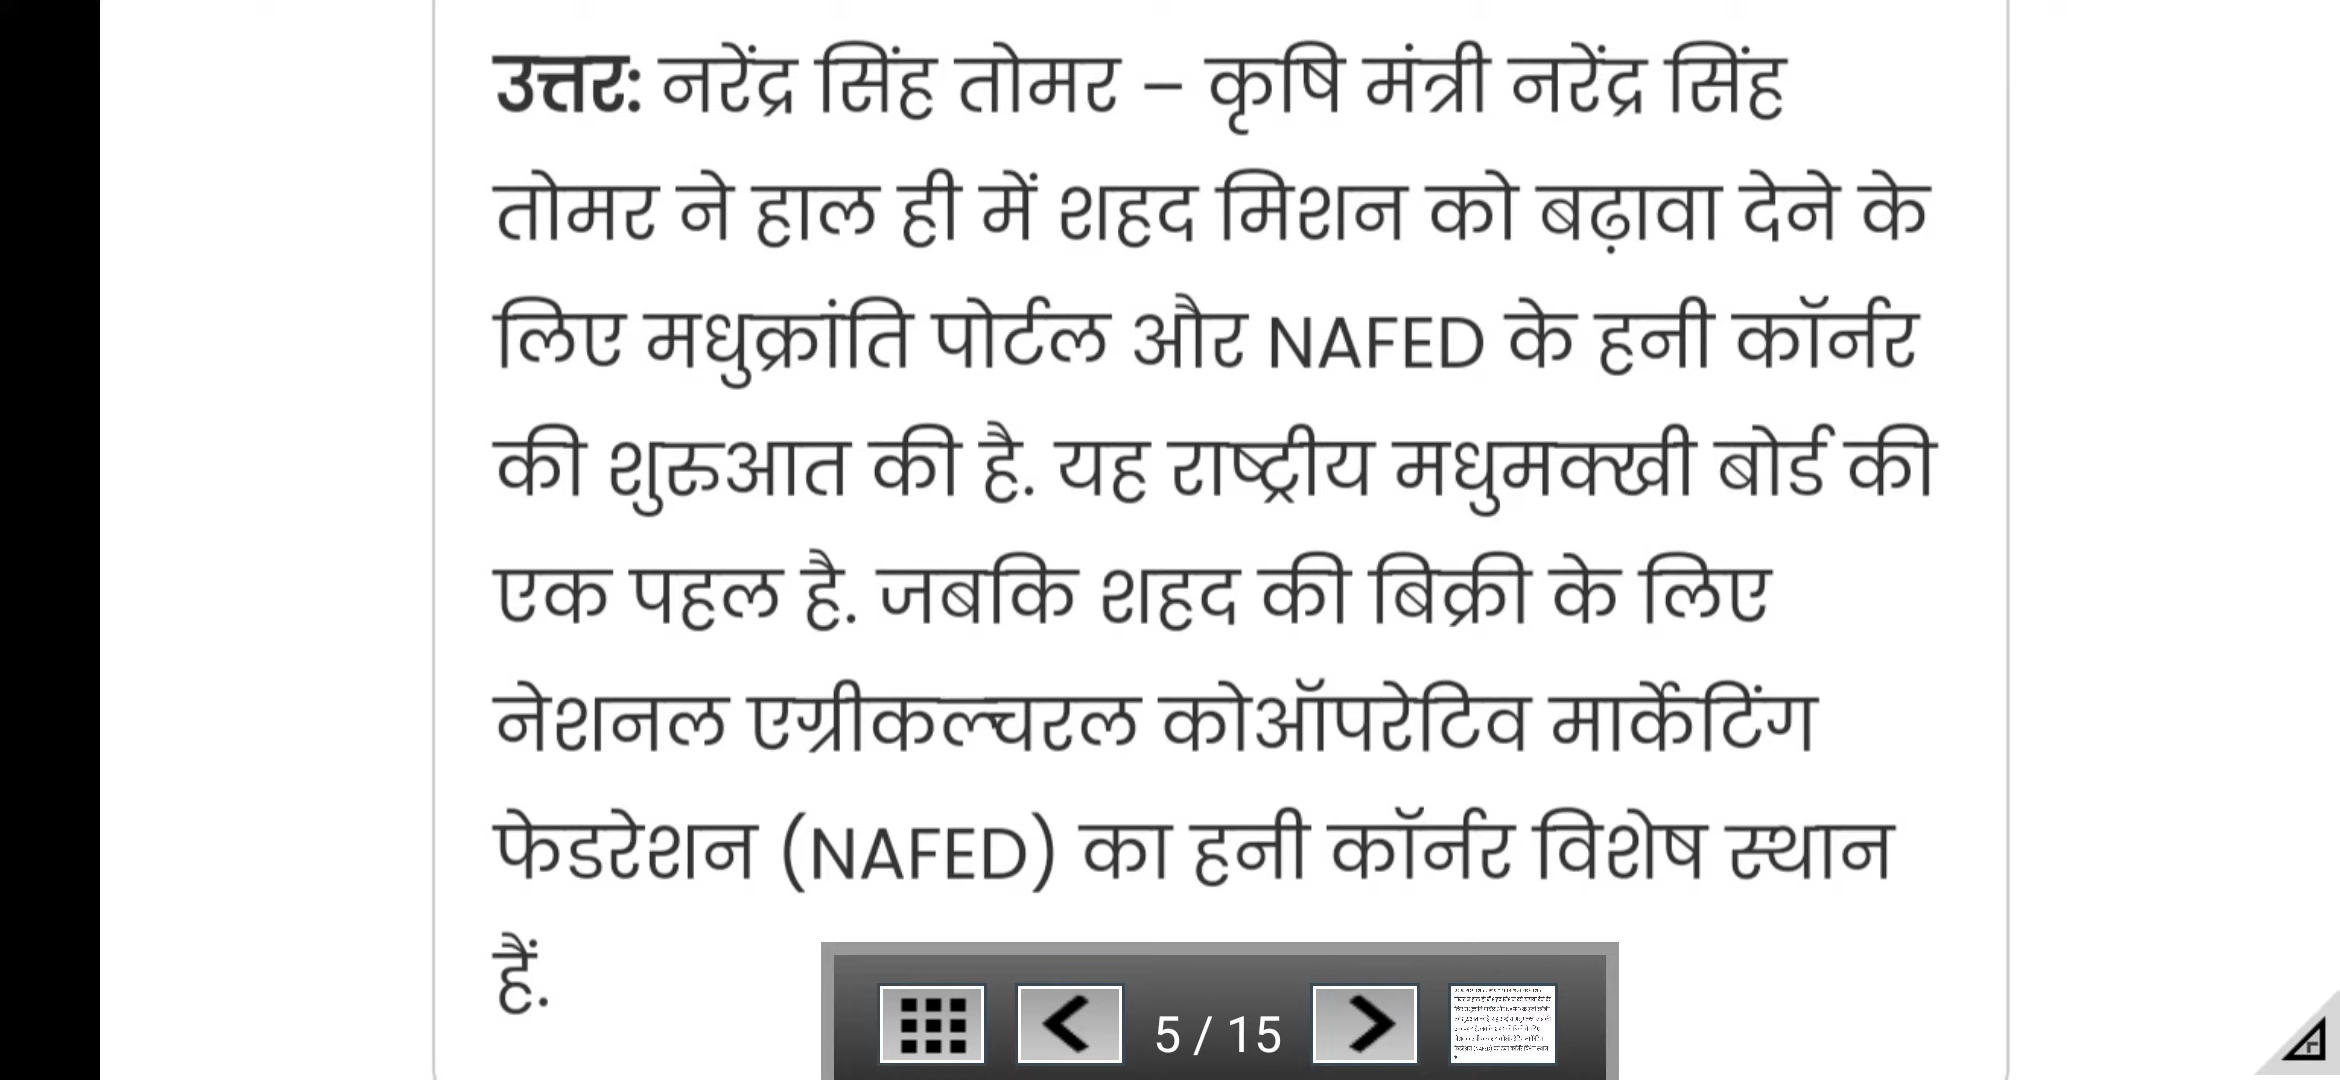 उत्तर: नरेंद्र सिंह तोमर – कृषि मंत्री नरेंद्र सिंह
तोमर ने हाल ही में शहद मिशन को बढ़ावा देने के
लिए मधुक्रांति पोर्टल और NAFED के हनी कॉर्नर
की शुरुआत की है. यह राष्ट्रीय मधुमक्खी बोर्ड की
एक पहल है. जबकि शहद की बिक्री के लिए
नेशनल एग्रीकल्चरल कोऑपरेटिव मार्केटिंग
फेडरेशन (NAFED) का हनी कॉर्नर विशेष स्थान
हैं.
5 / 15